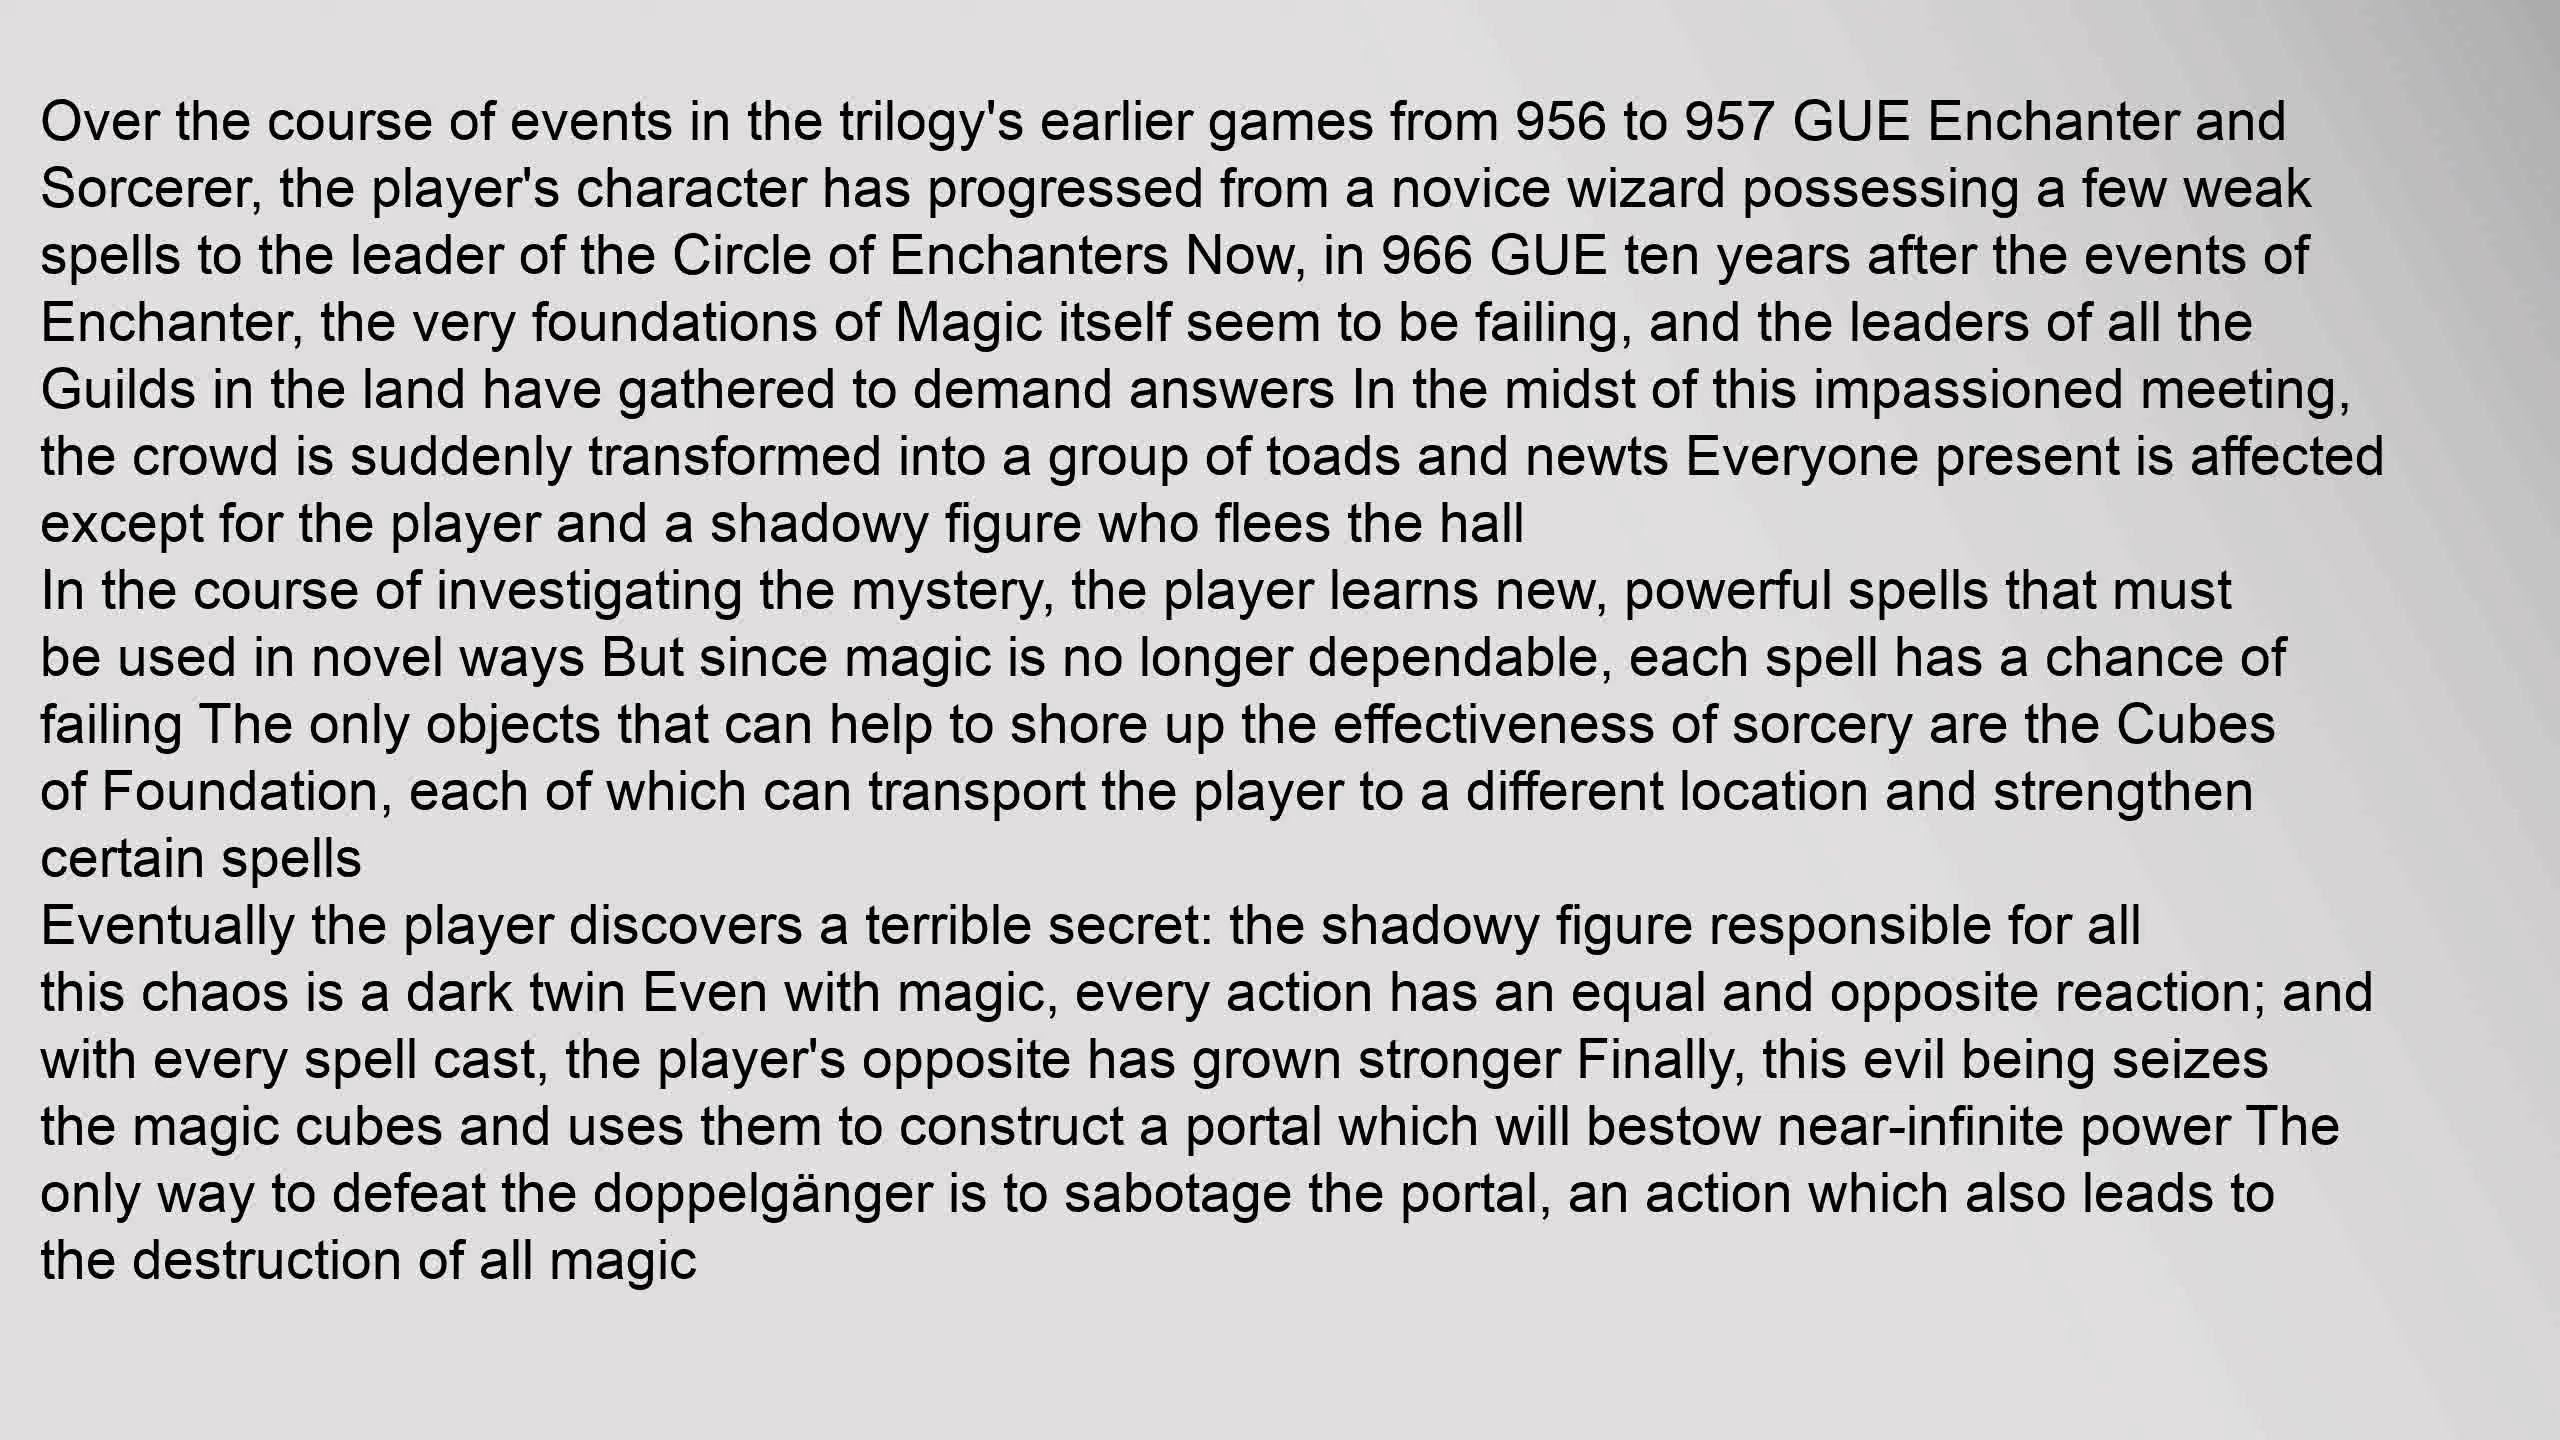 Over the course of events in the trilogy's earlier games from 956 to 957 GUE Enchanter and
Sorcerer, the player's character has progressed from a novice wizard possessing a few weak
spells to the leader of the Circle of Enchanters Now, in 966 GUE ten years after the events of
Enchanter, the very foundations of Magic itself seem to be failing, and the leaders of all the
Guilds in the land have gathered to demand answers In the midst of this impassioned meeting,
the crowd is suddenly transformed into a group of toads and newts Everyone present is affected
except for the player and a shadowy figure who flees the hall
In the course of investigating the mystery, the player learns new, powerful spells that must
be used in novel ways But since magic is no longer dependable, each spell has a chance of
failing The only objects that can help to shore up the effectiveness of sorcery are the Cubes
of Foundation, each of which can transport the player to a different location and strengthen
certain spells
Eventually the player discovers a terrible secret: the shadowy figure responsible for all
this chaos is a dark twin Even with magic, every action has an equal and opposite reaction; and
with every spell cast, the player's opposite has grown stronger Finally, this evil being seizes
the magic cubes and uses them to construct a portal which will bestow near-infinite power The
only way to defeat the doppelgänger is to sabotage the portal, an action which also leads to
the destruction of all magic